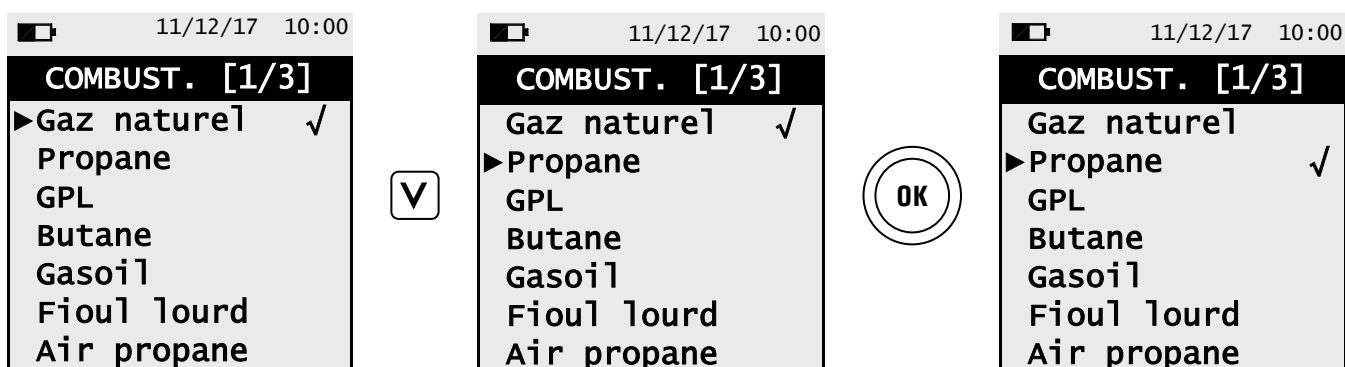 11/12/17 10:00
COMBUST. [1/3]
▶Gaz naturel √
Propane
GPL
Butane
Gasoil
Fioul lourd
Air propane
V
11/12/17 10:00
COMBUST. [1/3]
Gaz naturel √
▶Propane
GPL
Butane
Gasoil
Fioul lourd
Air propane
OK
11/12/17 10:00
COMBUST. [1/3]
Gaz naturel
▶Propane √
GPL
Butane
Gasoil
Fioul lourd
Air propane